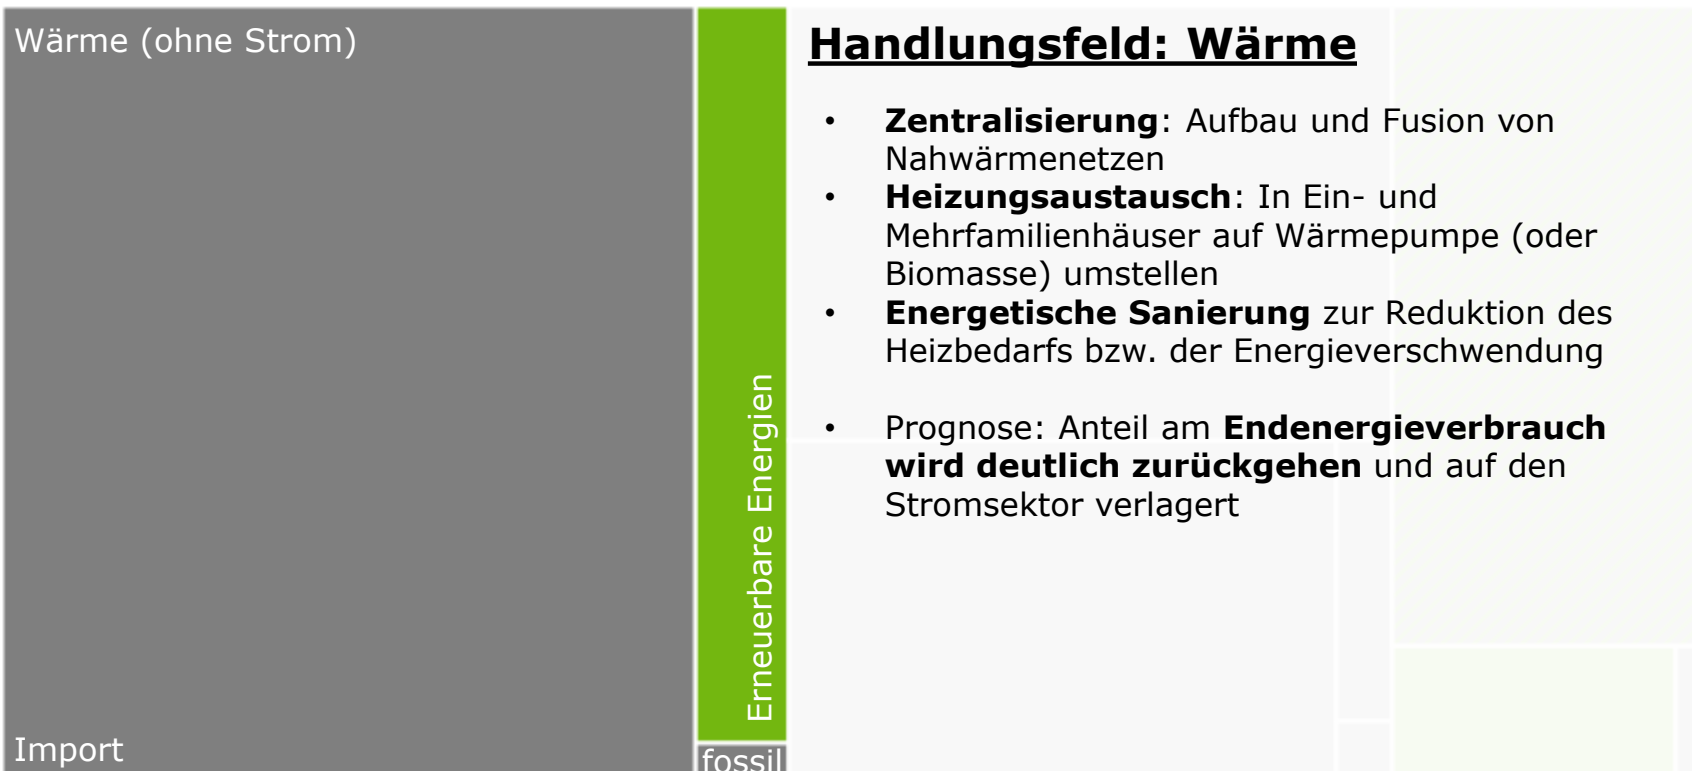 Wärme (ohne Strom)
Import
Erneuerbare Energien
fossil
Handlungsfeld: Wärme
• Zentralisierung: Aufbau und Fusion von
Nahwärmenetzen
• Heizungsaustausch: In Ein- und
Mehrfamilienhäuser auf Wärmepumpe (oder
Biomasse) umstellen
• Energetische Sanierung zur Reduktion des
Heizbedarfs bzw. der Energieverschwendung
• Prognose: Anteil am Endenergieverbrauch
wird deutlich zurückgehen und auf den
Stromsektor verlagert